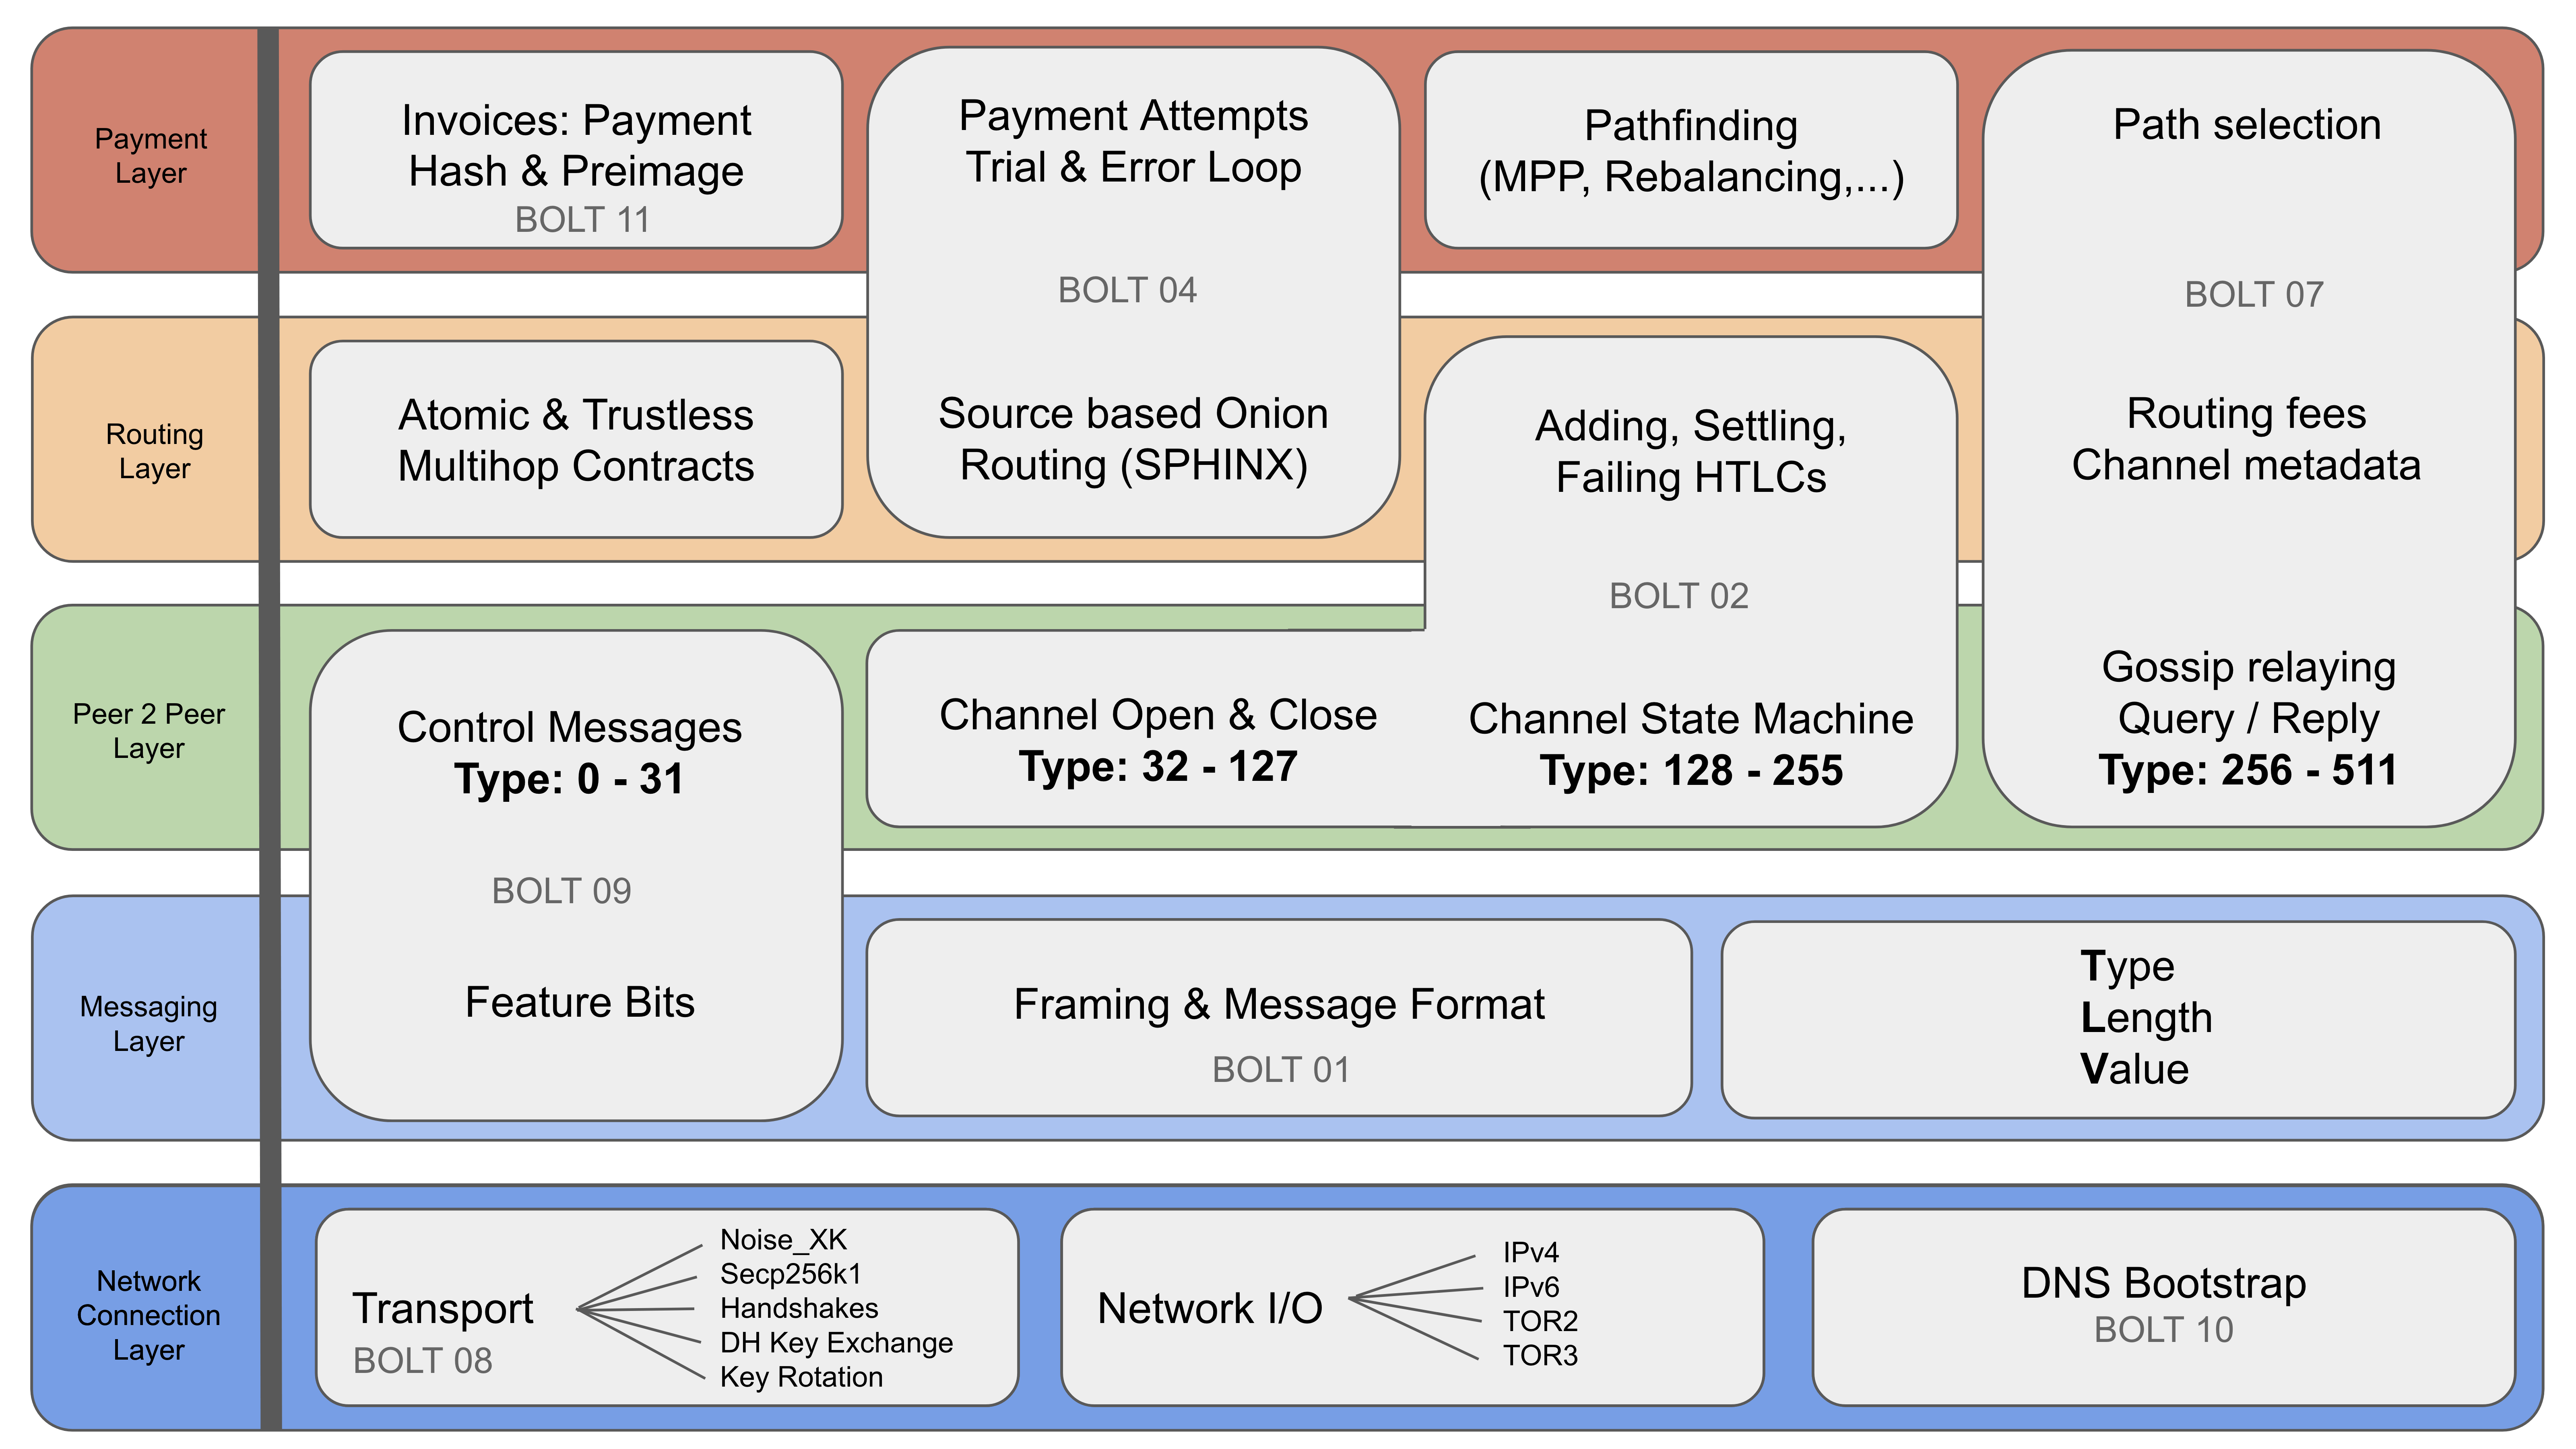 Payment
Layer
Invoices: Payment
Hash & Preimage
BOLT 11
Payment Attempts
Trial & Error Loop
BOLT 04
Source based Onion
Routing (SPHINX)
Pathfinding
(MPP, Rebalancing,...)
Path selection
BOLT 07
Routing fees
Channel metadata
Gossip relaying
Query / Reply
Type: 256 - 511
Routing
Layer
Atomic & Trustless
Multihop Contracts
Adding, Settling,
Failing HTLCs
BOLT 02
Channel State Machine
Type: 128 - 255
Peer 2 Peer
Layer
Control Messages
Type: 0 - 31
BOLT 09
Feature Bits
Channel Open & Close
Type: 32 - 127
Messaging
Layer
Framing & Message Format
BOLT 01
Type
Length
Value
Network
Connection
Layer
Transport
BOLT 08
Noise_XK
Secp256k1
Handshakes
DH Key Exchange
Key Rotation
Network I/O
IPv4
IPv6
TOR2
TOR3
DNS Bootstrap
BOLT 10